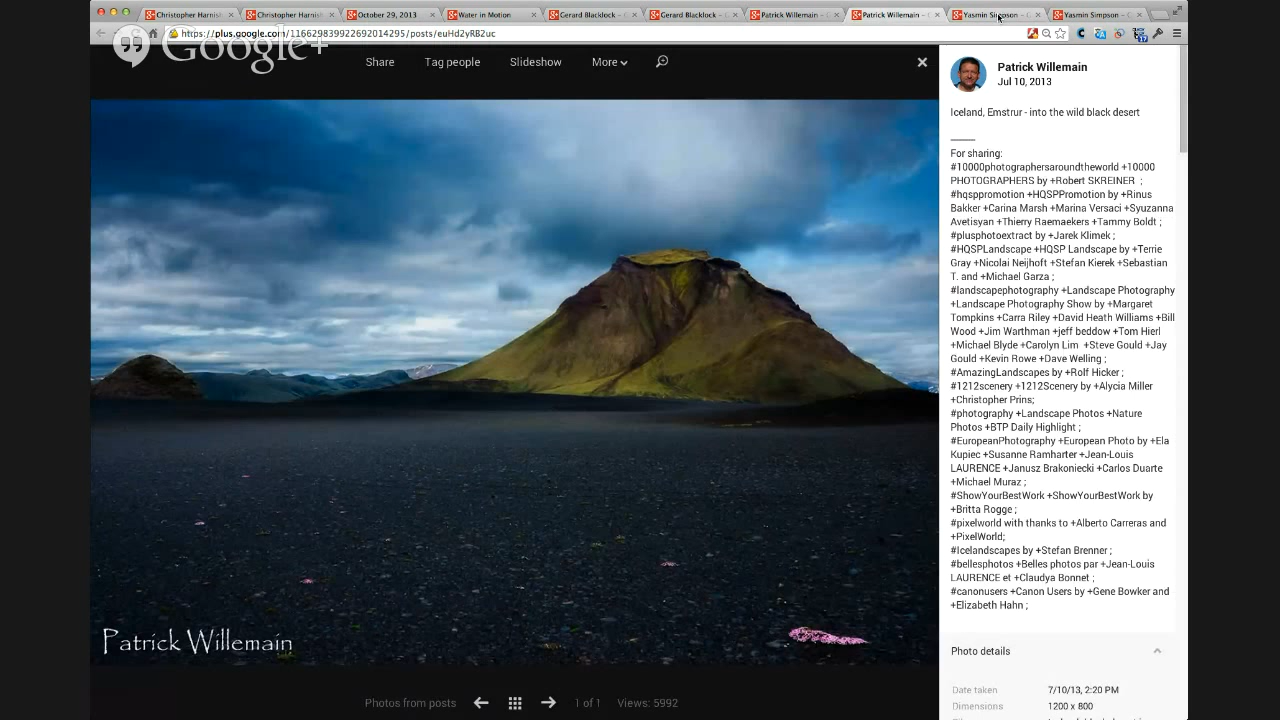 Christopher Harnish
Christopher Harnish
October 29, 2013
Water in Motion
Gerard Blacklock - G
Gerard Blacklock - G
Patrick Willemain - G
Patrick Willemain - G
Yasmin Simpson - G
Yasmin Simpson - G
https://plus.google.com/116629839922692014295/posts/euHd2yRB2uc
Google+
Share
Tag people
Slideshow
More
Patrick Willemain
Jul 10, 2013
Iceland, Emstrur - into the wild black desert
For sharing:
#10000photographersaroundtheworld +10000
PHOTOGRAPHERS by +Robert SKREINER ;
#hqsppromotion +HQSPPromotion by +Rinus
Bakker +Carina Marsh +Marina Versaci +Syuzanna
Avetisyan +Thierry Raemaekers +Tammy Boldt ;
#plusphotoextract by +Jarek Klimek ;
#HQSPLandscape +HQSP Landscape by +Terrie
Gray +Nicolai Neijhoft +Stefan Kierek +Sebastian
T. and +Michael Garza ;
#landscapephotography +Landscape Photography
+Landscape Photography Show by +Margaret
Tompkins +Carra Riley +David Heath Williams +Bill
Wood +Jim Warthman +jeff beddow +Tom Hierl
+Michael Blyde +Carolyn Lim +Steve Gould +Jay
Gould +Kevin Rowe +Dave Welling ;
#AmazingLandscapes by +Rolf Hicker ;
#1212scenery +1212Scenery by +Alycia Miller
+Christopher Prins;
#photography +Landscape Photos +Nature
Photos +BTP Daily Highlight ;
#EuropeanPhotography +European Photo by +Ela
Kupiec +Susanne Ramharter +Jean-Louis
LAURENCE +Janusz Brakoniecki +Carlos Duarte
+Michael Muraz ;
#ShowYourBestWork +ShowYourBestWork by
+Britta Rogge ;
#pixelworld with thanks to +Alberto Carreras and
+PixelWorld;
#Icelandscapes by +Stefan Brenner ;
#bellesphotos +Belles photos par +Jean-Louis
LAURENCE et +Claudya Bonnet ;
#canonusers +Canon Users by +Gene Bowker and
+Elizabeth Hahn ;
Patrick Willemain
Photo details
Date taken 7/10/13, 2:20 PM
Dimensions 1200 x 800
Photos from posts
1 of 1
Views: 5992